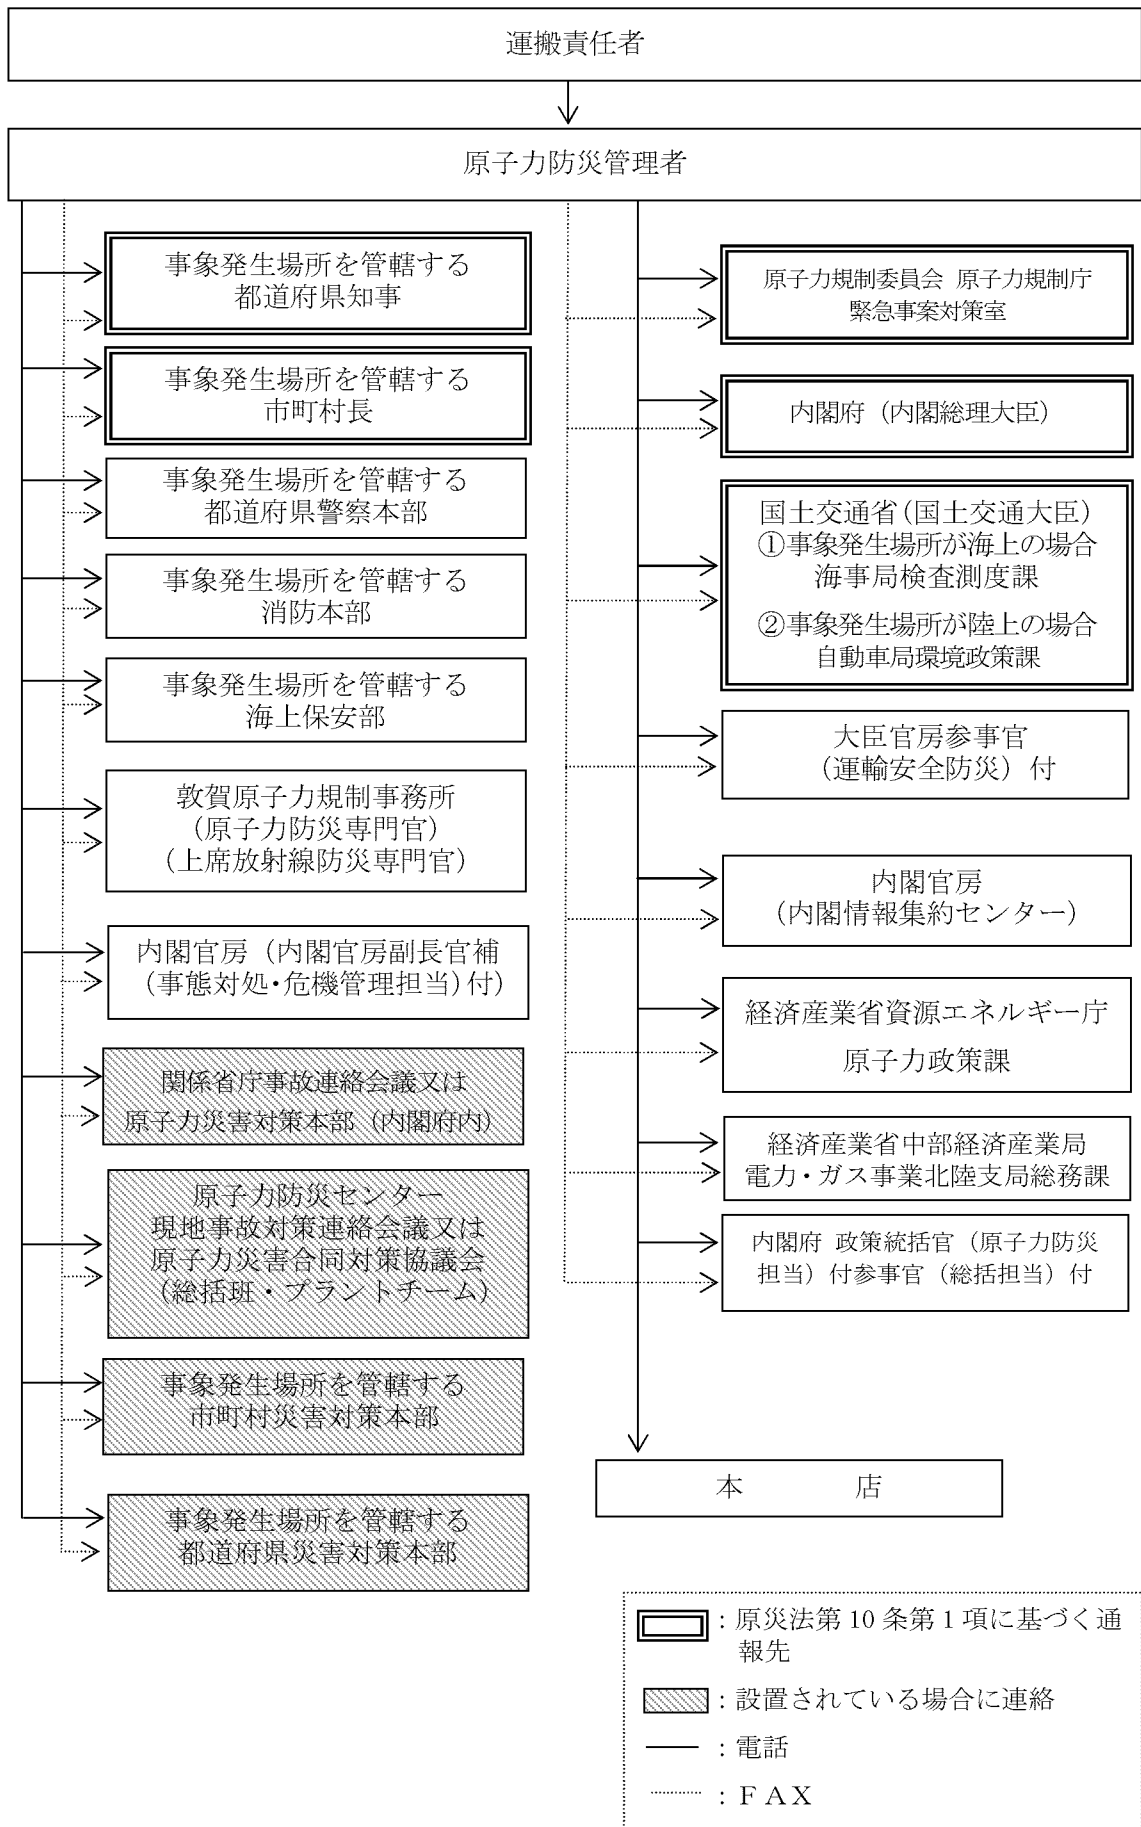 運搬責任者
原子力防災管理者
事象発生場所を管轄する
都道府県知事
事象発生場所を管轄する
市町村長
事象発生場所を管轄する
都道府県警察本部
事象発生場所を管轄する
消防本部
事象発生場所を管轄する
海上保安部
敦賀原子力規制事務所
（原子力防災専門官）
（上席放射線防災専門官）
内閣官房（内閣官房副長官補
（事態対処・危機管理担当）付）
関係省庁事故連絡会議又は
原子力災害対策本部（内閣府内）
原子力防災センター
現地事故対策連絡会議又は
原子力災害合同対策協議会
（総括班・プラントチーム）
事象発生場所を管轄する
市町村災害対策本部
事象発生場所を管轄する
都道府県災害対策本部
原子力規制委員会 原子力規制庁
緊急事案対策室
内閣府（内閣総理大臣）
国土交通省（国土交通大臣）
①事象発生場所が海上の場合
海事局検査測度課
②事象発生場所が陸上の場合
自動車局環境政策課
大臣官房参事官
（運輸安全防災）付
内閣官房
（内閣情報集約センター）
経済産業省資源エネルギー庁
原子力政策課
経済産業省中部経済産業局
電力・ガス事業北陸支局総務課
内閣府 政策統括官（原子力防災
担当）付参事官（総括担当）付
本　店
：原災法第 10 条第 1 項に基づく通
報先
：設置されている場合に連絡
：電話
：ＦＡＸ